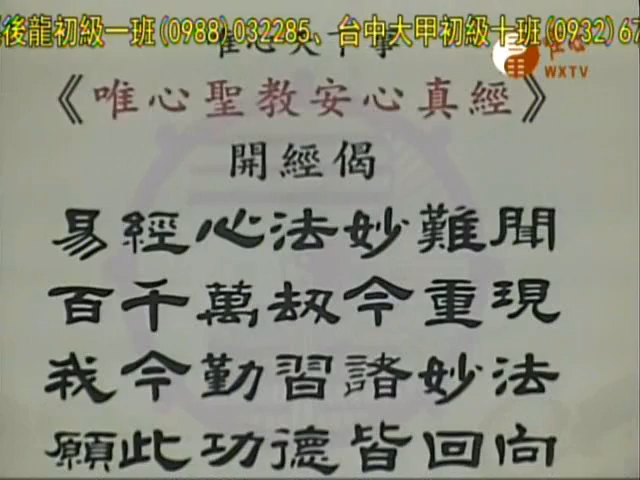 後龍初級一班(0988)032285、台中大甲初級十班(0932)67
唯心
WXTV
《唯心聖教安心真經》
開經偈
易經心法妙難聞
百千萬劫今重現
我今勤習諸妙法
願此功德皆回向